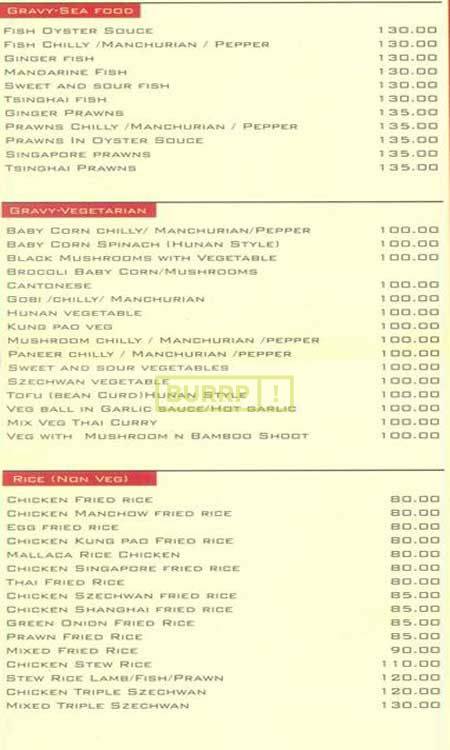 Gravy-Sea food
Fish Oyster Souce 130.00
Fish Chilly /Manchurian / Pepper 130.00
Ginger fish 130.00
Mandarine Fish 130.00
Sweet and sour fish 130.00
Tsinghai fish 130.00
Ginger Prawns 135.00
Prawns Chilly /Manchurian / Pepper 135.00
Prawns In Oyster Souce 135.00
Singapore prawns 135.00
Tsinghai Prawns 135.00
Gravy-Vegetarian
Baby Corn chilly/ Manchurian/Pepper 100.00
Baby Corn Spinach (Hunan Style) 100.00
Black Mushrooms with Vegetable 100.00
Brocoli Baby Corn/Mushrooms
Cantonese 100.00
Gobi /chilly/ Manchurian 100.00
Hunan vegetable 100.00
Kung pao veg 100.00
Mushroom chilly / Manchurian /pepper 100.00
Paneer chilly / Manchurian /pepper 100.00
Sweet and sour vegetables 100.00
Szechwan vegetable 100.00
BURRP!
Tofu (bean Curd)Hunan Style 100.00
Veg ball in Garlic sauce/Hot garlic 100.00
Mix Veg Thai Curry 100.00
Veg with Mushroom n Bamboo Shoot 100.00
Rice (Non Veg)
Chicken Fried rice 80.00
Chicken Manchow fried rice 80.00
Egg fried rice 80.00
Chicken Kung pao Fried rice 80.00
Mallaca Rice Chicken 80.00
Chicken Singapore fried rice 80.00
Thai Fried Rice 80.00
Chicken Szechwan fried rice 85.00
Chicken Shanghai fried rice 85.00
Green Onion Fried Rice 85.00
Prawn Fried Rice 85.00
Mixed Fried Rice 90.00
Chicken Stew Rice 110.00
Stew Rice Lamb/Fish/Prawn 120.00
Chicken Triple Szechwan 120.00
Mixed Triple Szechwan 130.00